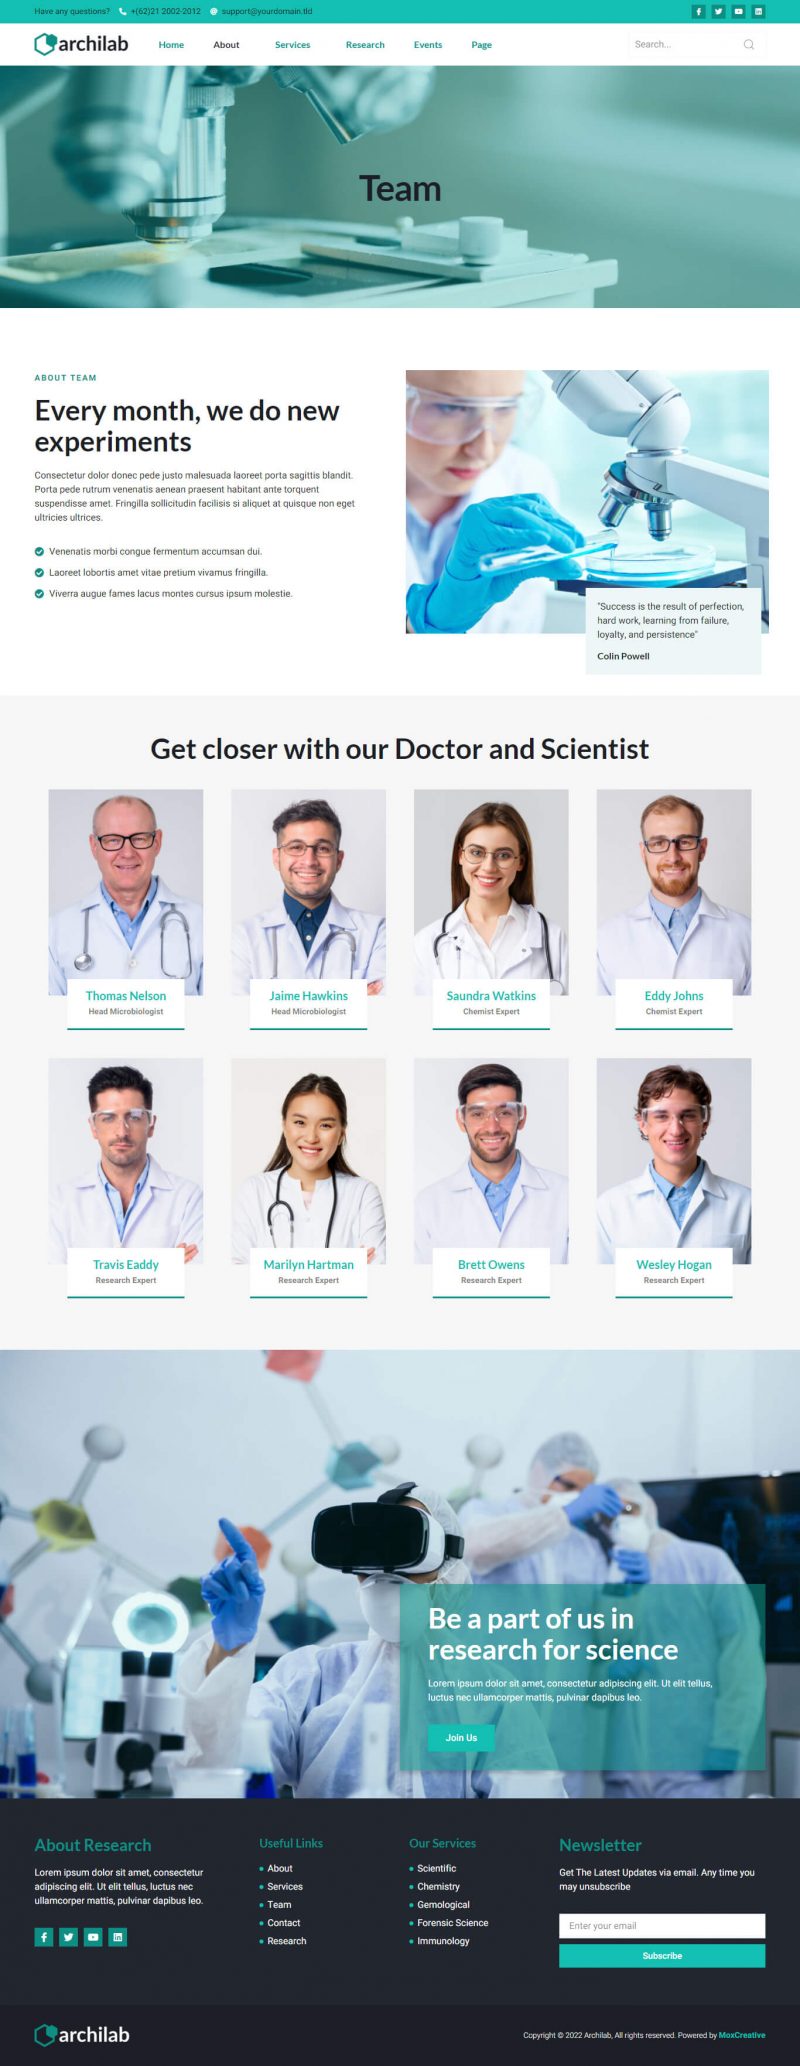 Have any questions? +(62)21 2002-2012 support@yourdomain.tld
archilab Home About Services Research Events Page Search...
Team
ABOUT TEAM
Every month, we do new
experiments
Consectetur dolor donec pede justo malesuada laoreet porta sagittis blandit.
Porta pede rutrum venenatis aenean praesent habitant ante torquent
suspendisse amet. Fringilla sollicitudin facilisis si aliquet at quisque non eget
ultricies ultrices.
Venenatis morbi congue fermentum accumsan dui.
Laoreet lobortis amet vitae pretium vivamus fringilla.
Viverra augue fames lacus montes cursus ipsum molestie.
"Success is the result of perfection,
hard work, learning from failure,
loyalty, and persistence"
Colin Powell
Get closer with our Doctor and Scientist
Thomas Nelson
Head Microbiologist
Jaime Hawkins
Head Microbiologist
Saundra Watkins
Chemist Expert
Eddy Johns
Chemist Expert
Travis Eaddy
Research Expert
Marilyn Hartman
Research Expert
Brett Owens
Research Expert
Wesley Hogan
Research Expert
Be a part of us in
research for science
Lorem ipsum dolor sit amet, consectetur adipiscing elit. Ut elit tellus,
luctus nec ullamcorper mattis, pulvinar dapibus leo.
Join Us
About Research
Lorem ipsum dolor sit amet, consectetur
adipiscing elit. Ut elit tellus, luctus nec
ullamcorper mattis, pulvinar dapibus leo.
Useful Links
About
Services
Team
Contact
Research
Our Services
Scientific
Chemistry
Gemological
Forensic Science
Immunology
Newsletter
Get The Latest Updates via email. Any time you
may unsubscribe
Enter your email
Subscribe
archilab
Copyright © 2022 Archilab, All rights reserved. Powered by MoxCreative